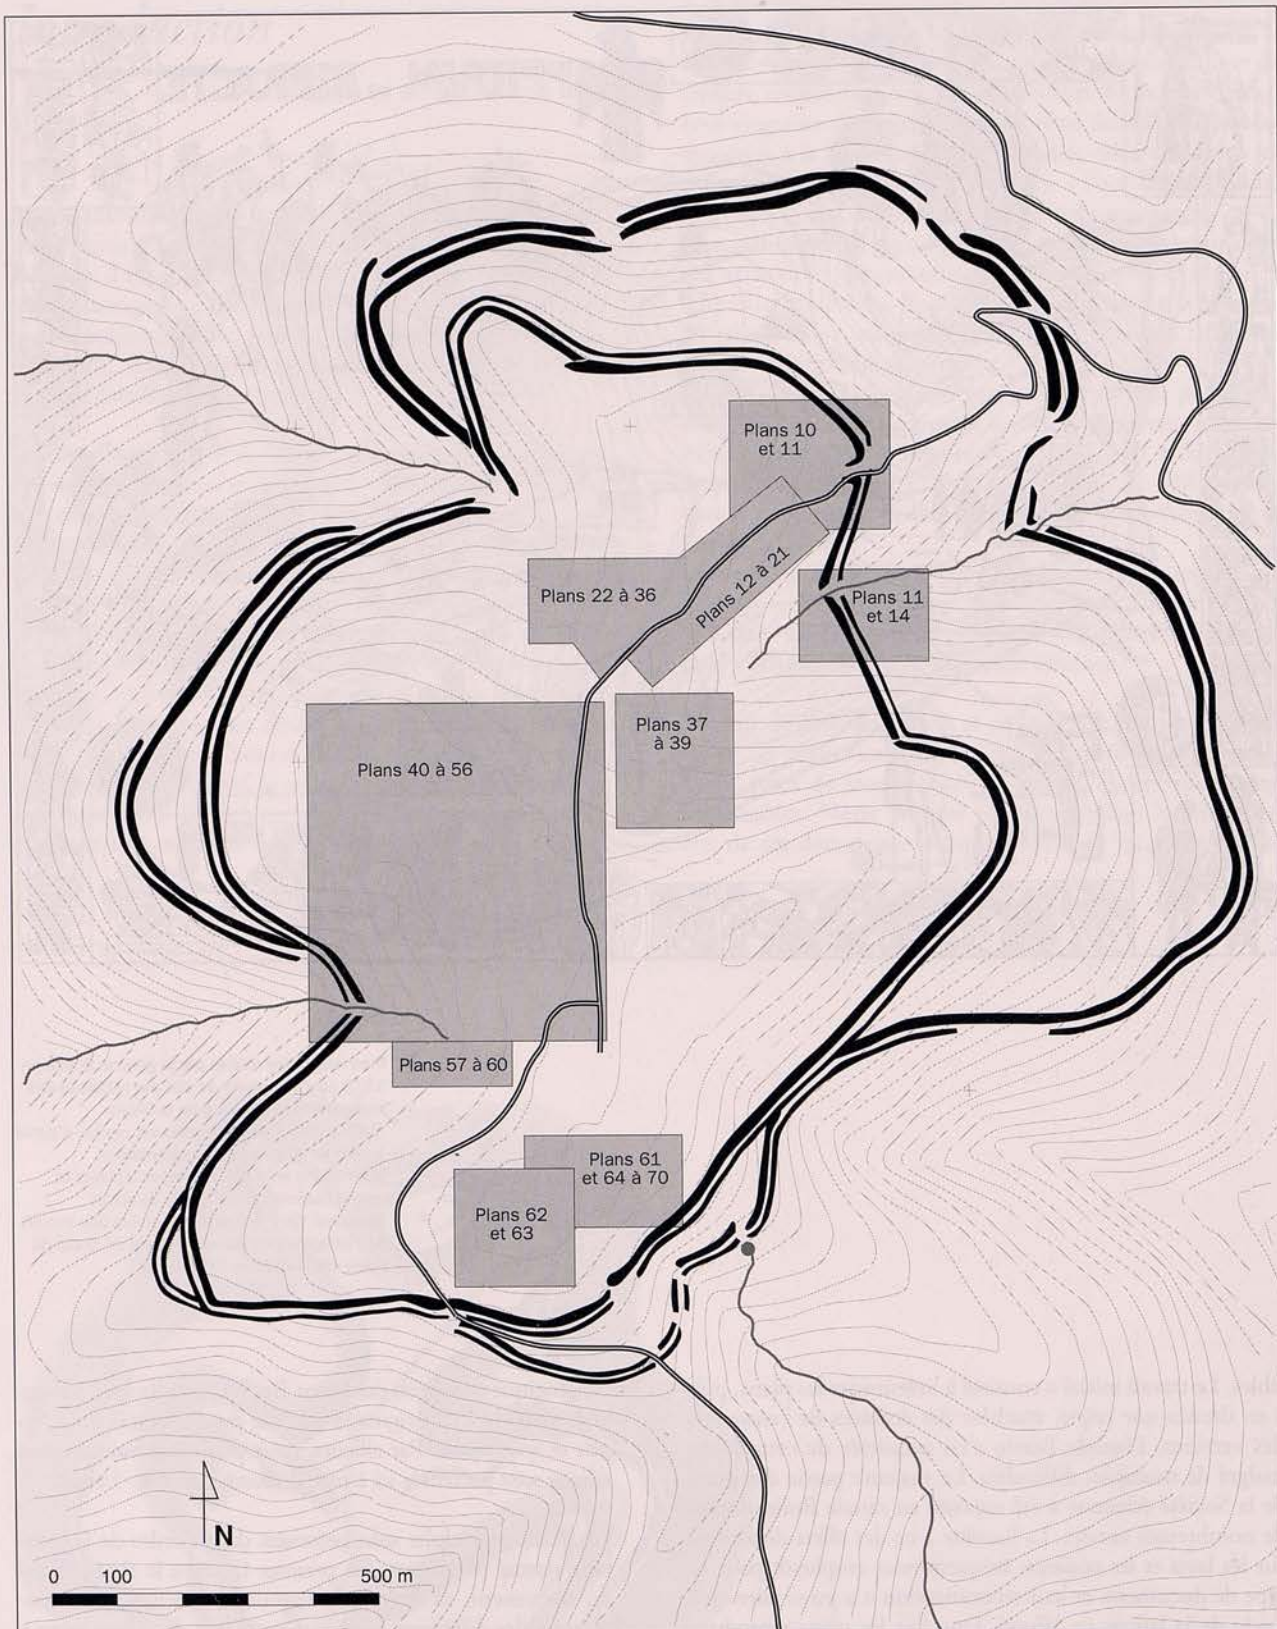 Plans 10
et 11
Plans 22 à 36
Plans 12 à 21
Plans 11
et 14
Plans 37
à 39
Plans 40 à 56
Plans 57 à 60
Plans 61
et 64 à 70
Plans 62
et 63
N
0 100 500 m